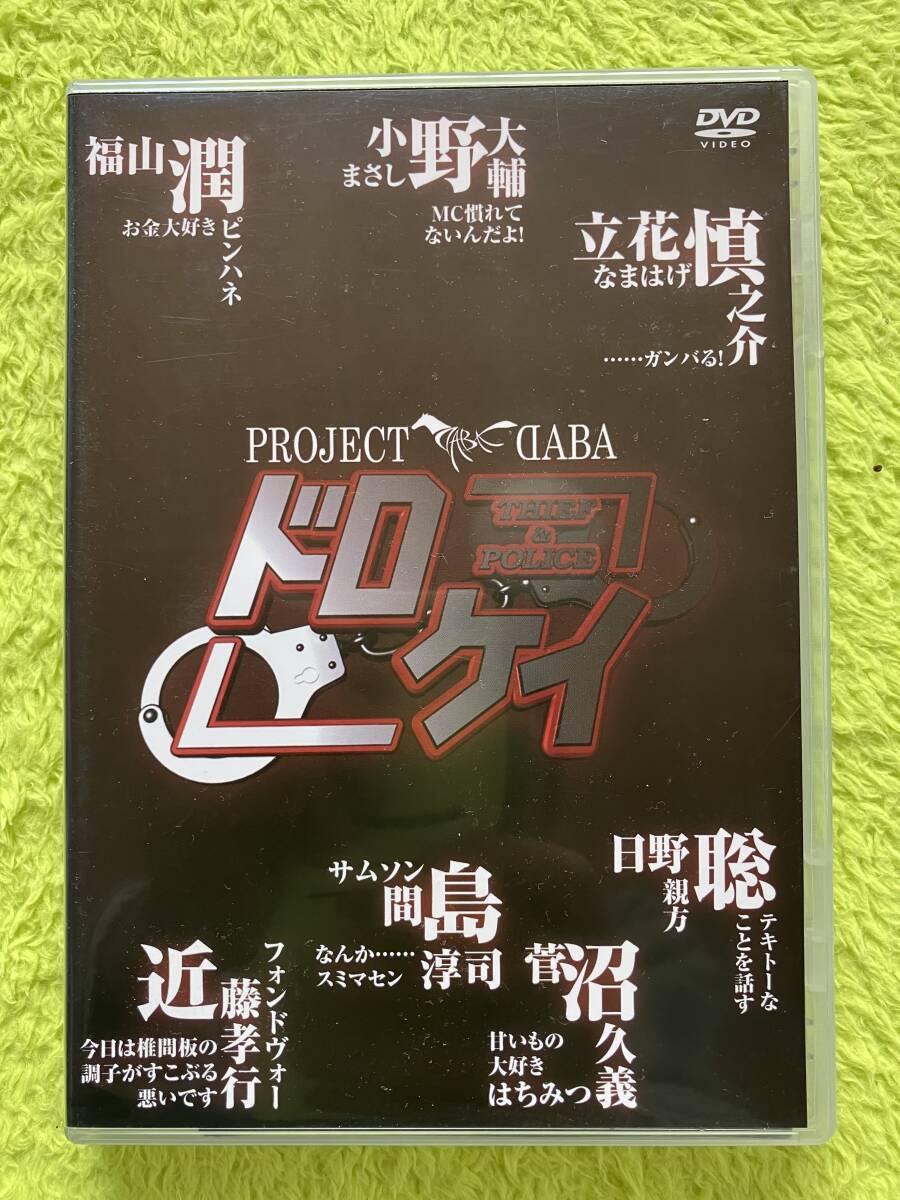 DVD
VIDEO
福山潤
お金大好き
ピンハネ
小野大輔
まさし
MC慣れて
ないんだよ!
立花慎之介
なまはげ
……ガンバる!
PROJECT DABA
ドロケイ
THIEF
&
POLICE
日野聡
親方
テキトーな
ことを話す
サムソン
間島淳司
なんか……
スミマセン
菅沼久義
甘いもの
大好き
はちみつ
近藤孝行
フォンドヴォー
今日は椎間板の
調子がすこぶる
悪いです